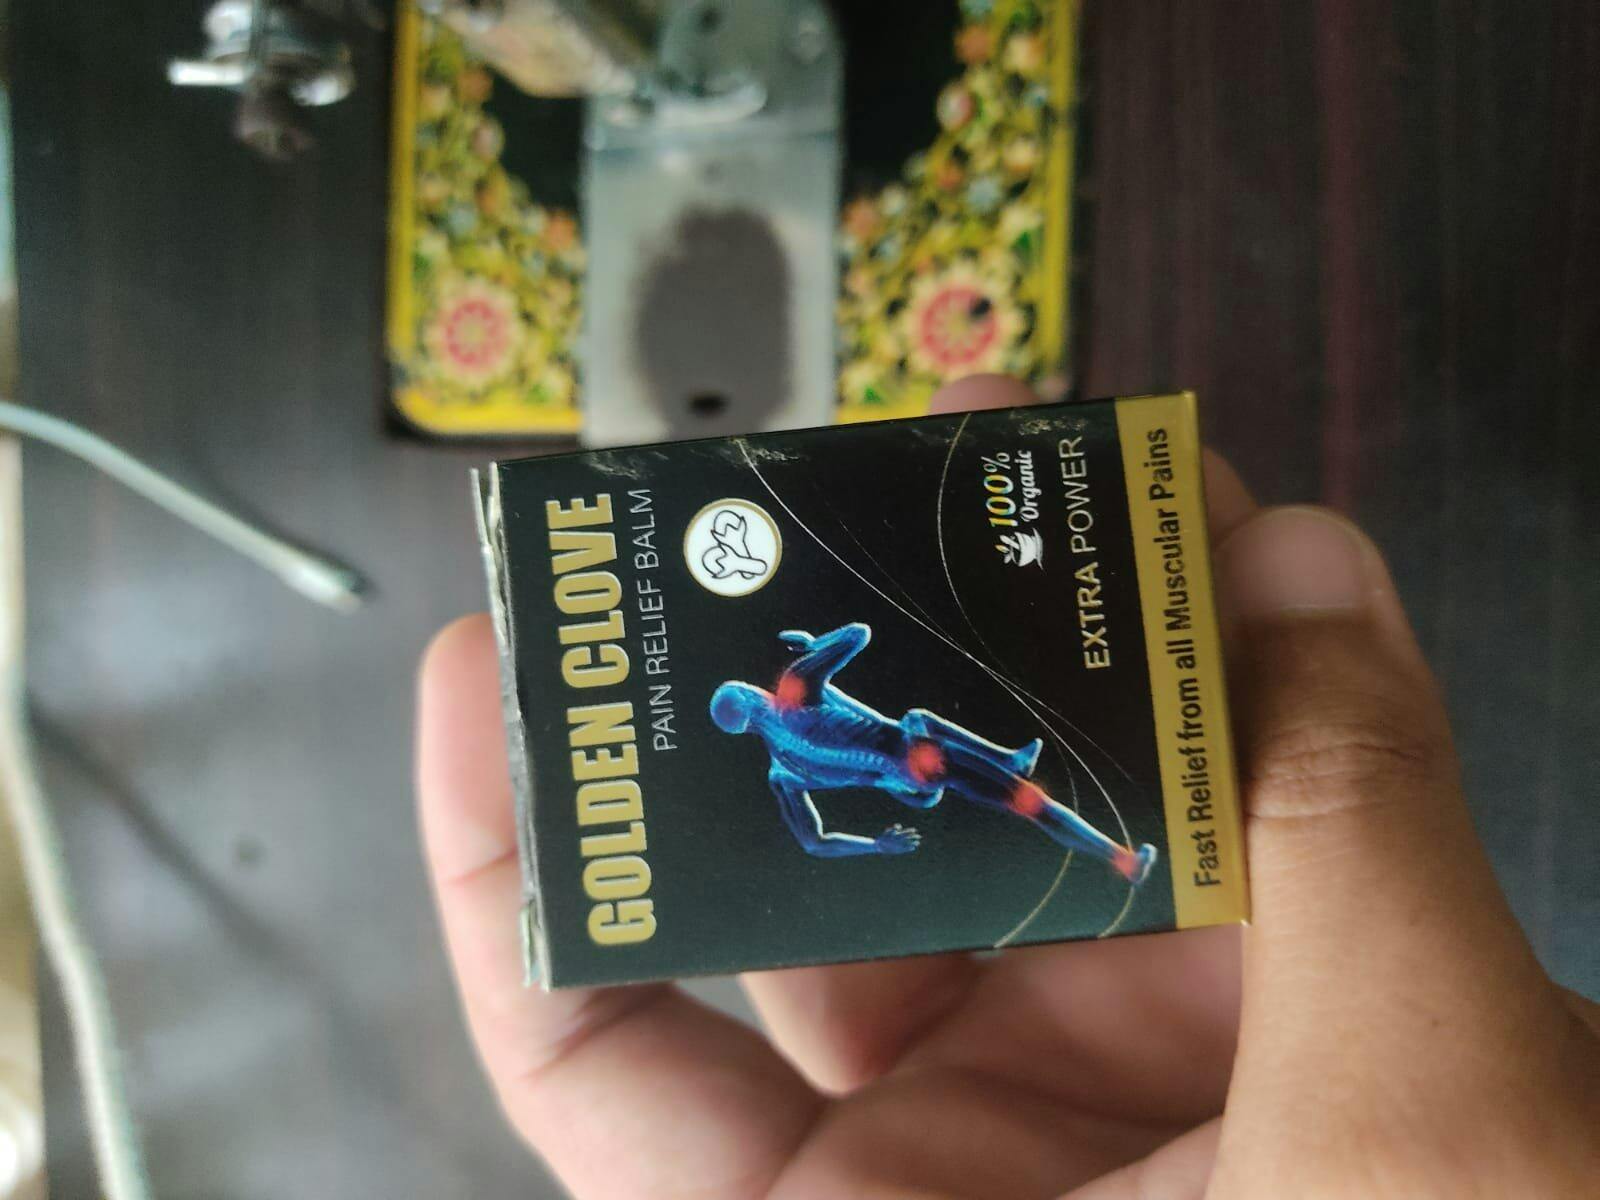 GOLDEN CLOVE
PAIN RELIEF BALM
100%
Organic
EXTRA POWER
Fast Relief from all Muscular Pains